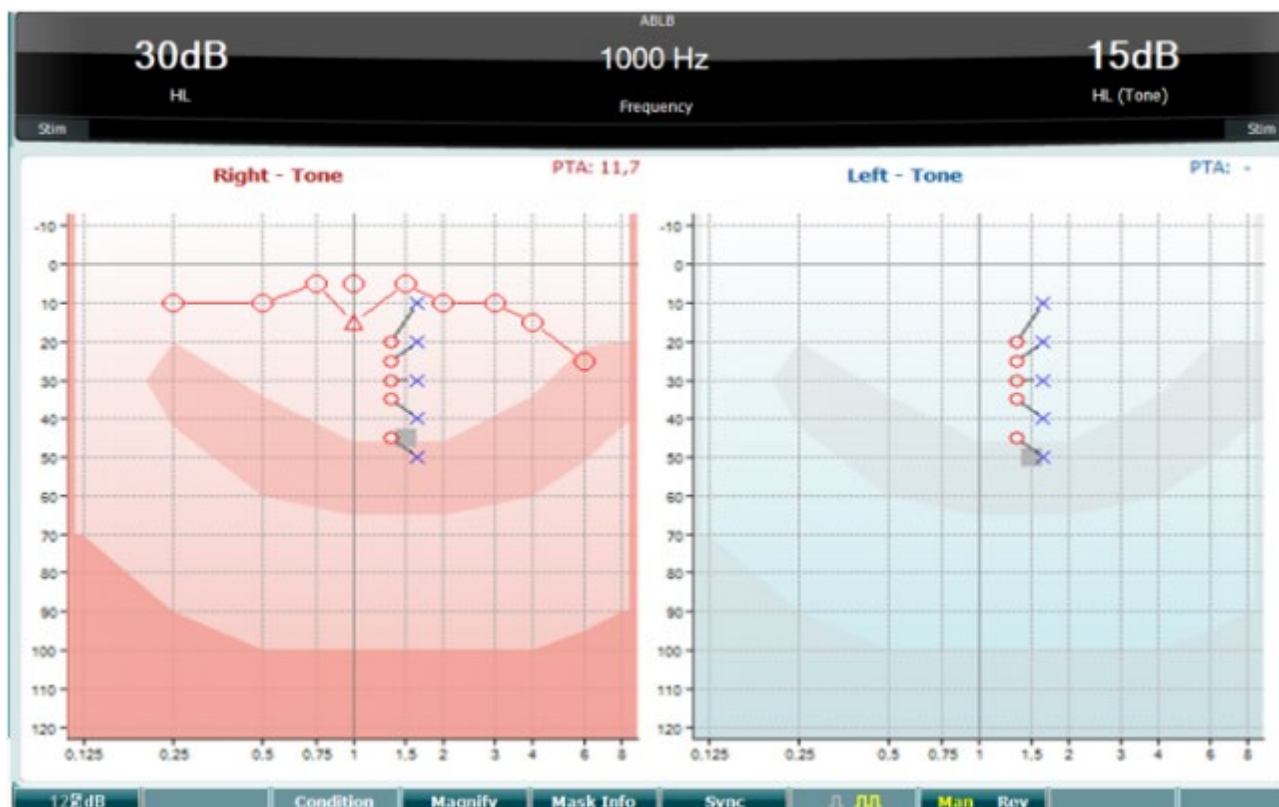 ABLB
30dB 1000 Hz 15dB
HL Frequency HL (Tone)
Stim Stim
Right - Tone PTA: 11,7 Left - Tone PTA: -
-10 -10
0 0
10 10
20 20
30 30
40 40
50 50
60 60
70 70
80 80
90 90
100 100
110 110
120 120
0,125 0,25 0,5 0,75 1 1,5 2 3 4 6 8 0,125 0,25 0,5 0,75 1 1,5 2 3 4 6 8
Condition Magnify Mask Info Sync Man Rev